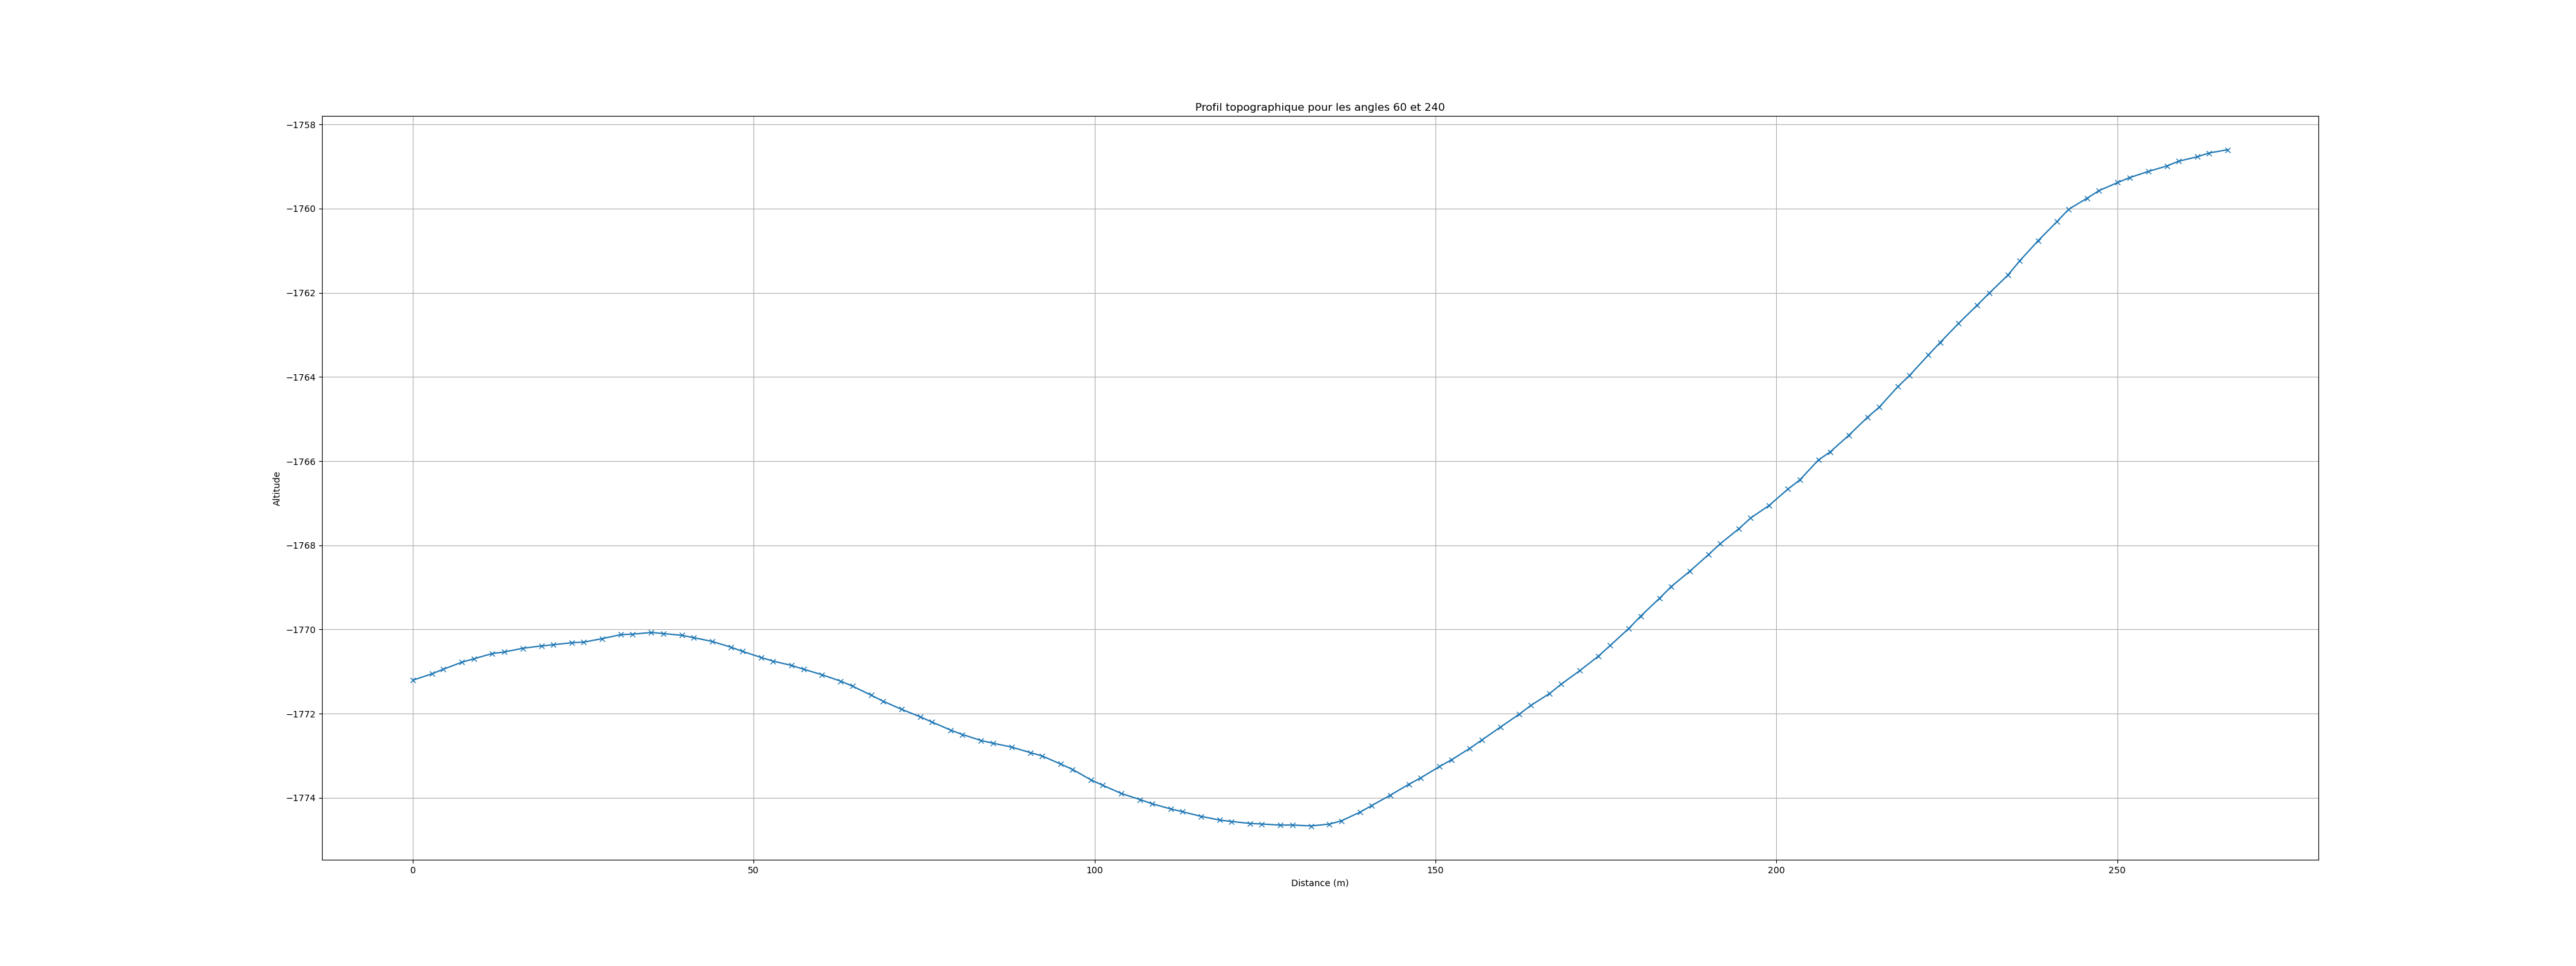 Profil topographique pour les angles 60 et 240
−1758
−1760
−1762
−1764
−1766
−1768
−1770
−1772
−1774
Altitude
0 50 100 150 200 250
Distance (m)